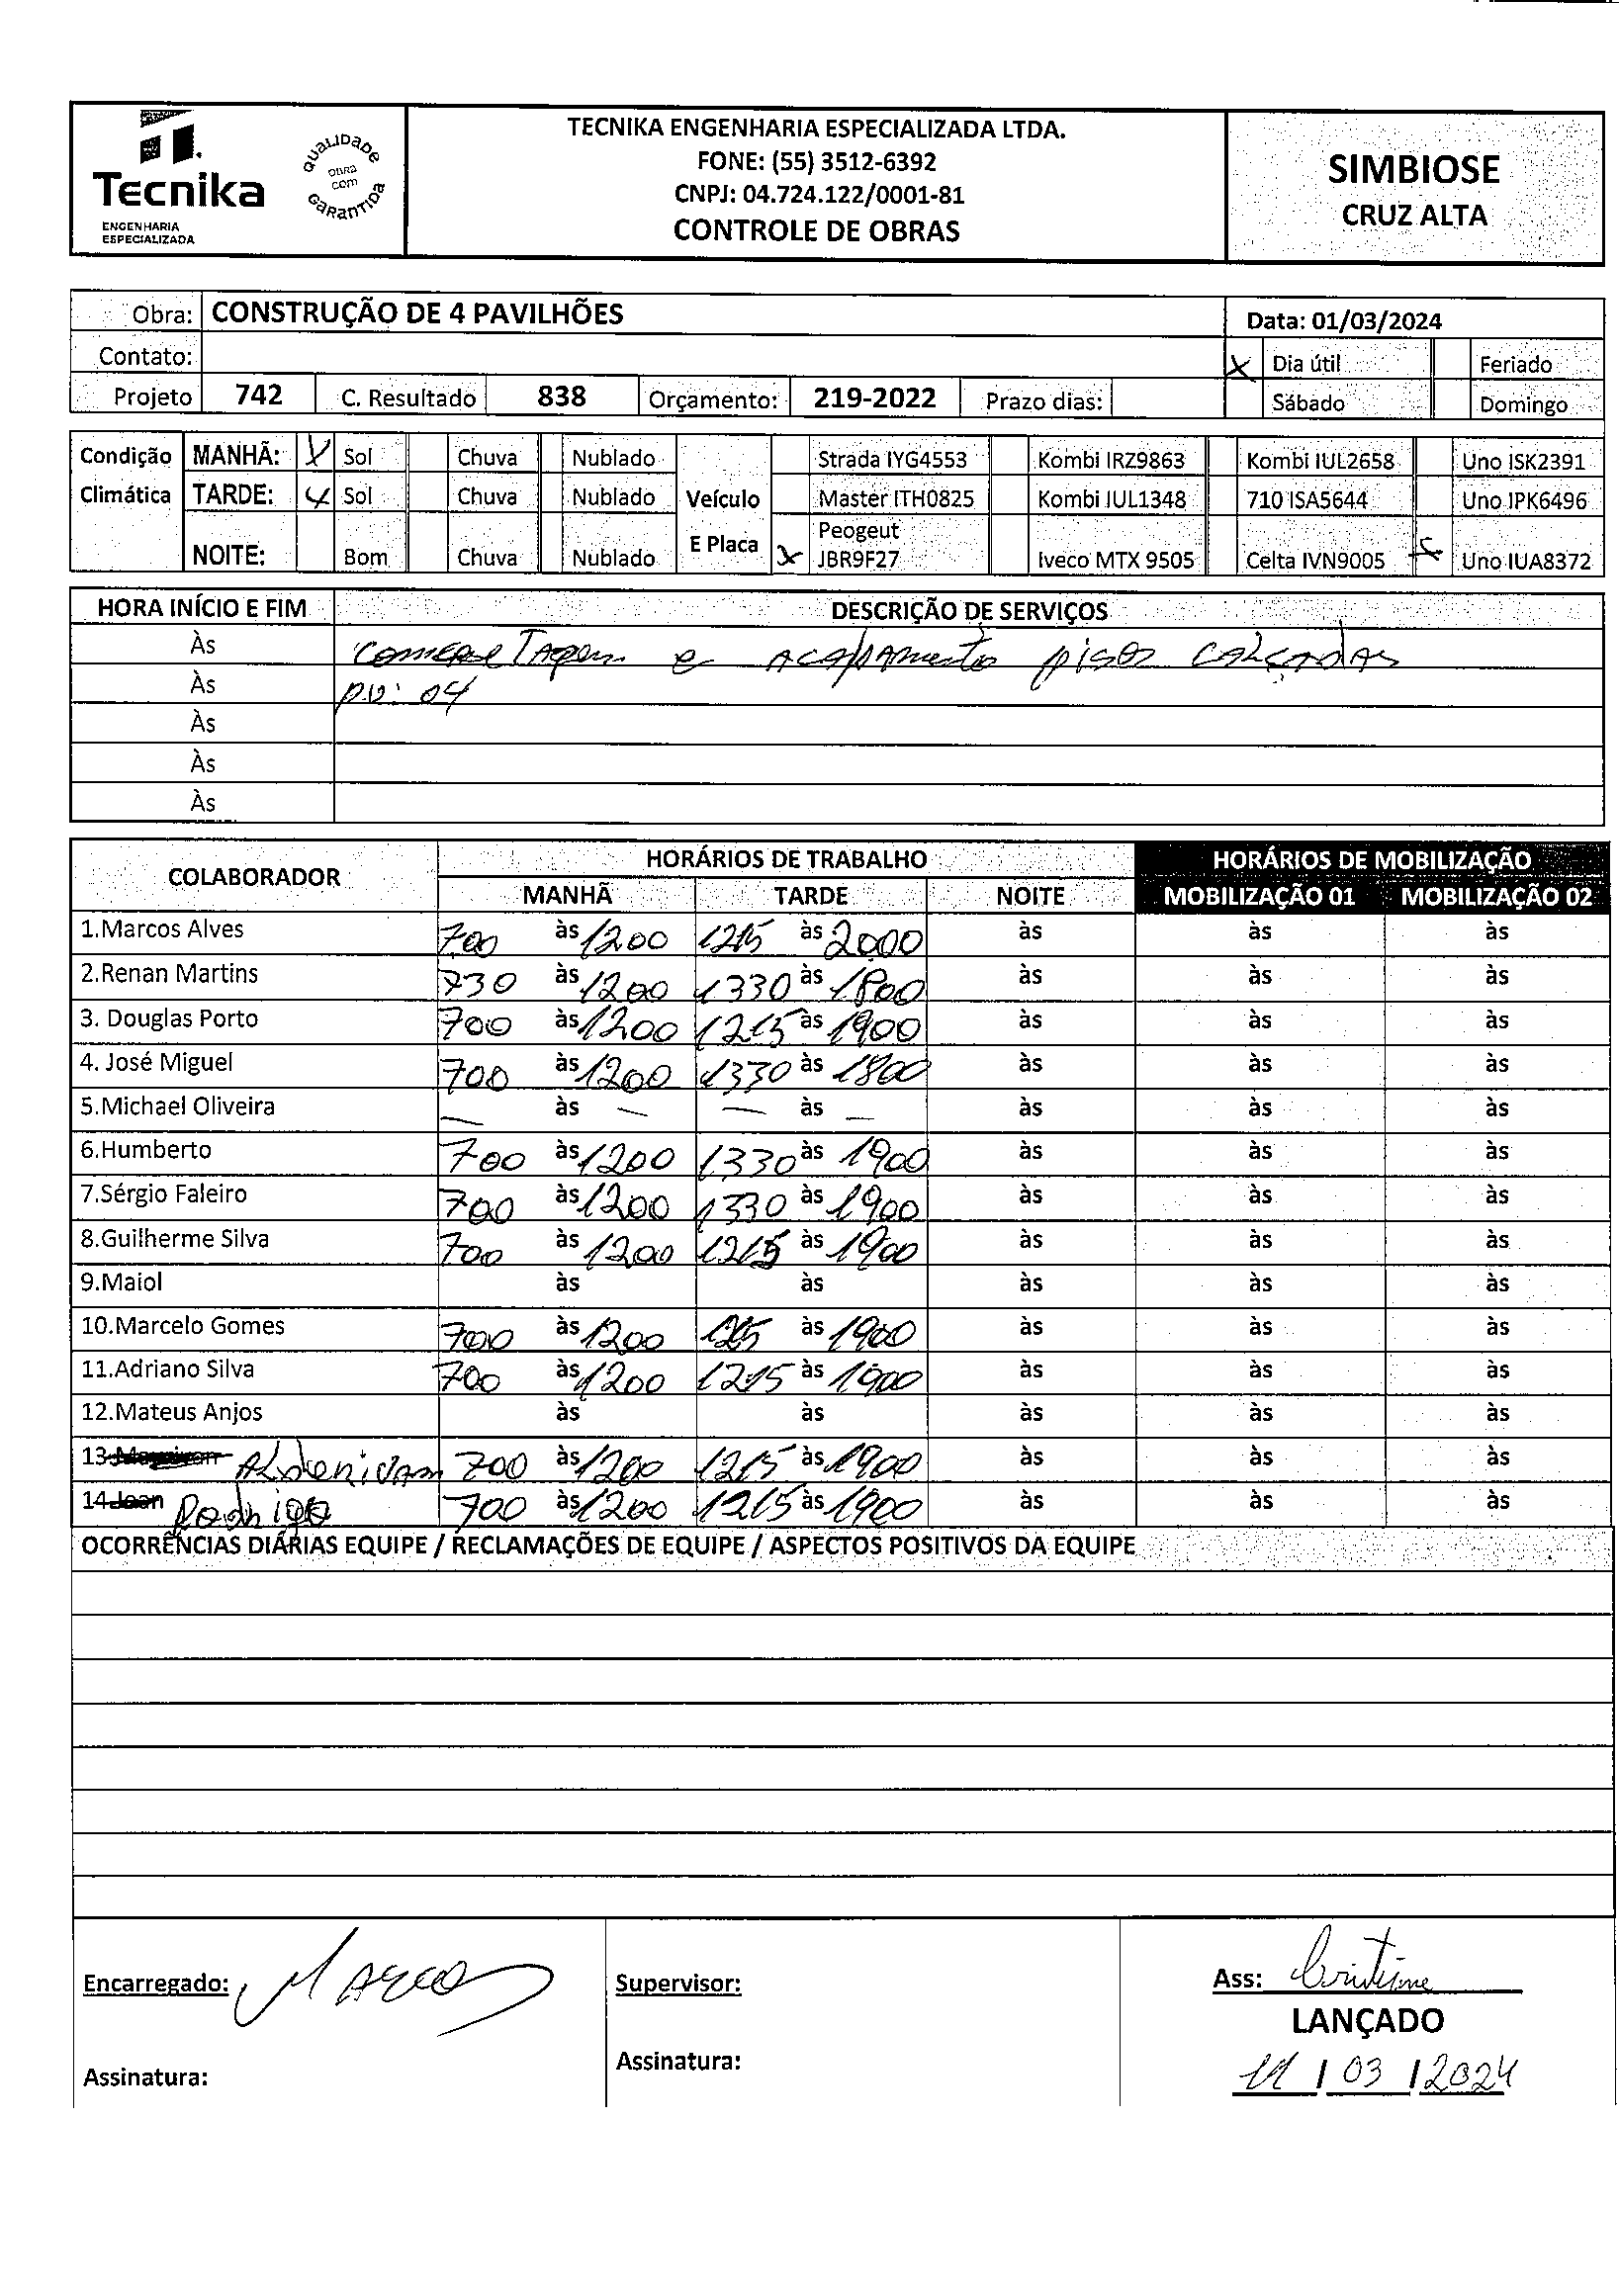 Tecnika
ENGENHARIA
ESPECIALIZADA
QUALIDADE
OBRA
COM
GARANTIDA
TECNIKA ENGENHARIA ESPECIALIZADA LTDA.
FONE: (55) 3512-6392
CNPJ: 04.724.122/0001-81
CONTROLE DE OBRAS
SIMBIOSE
CRUZ ALTA
Obra: CONSTRUÇÃO DE 4 PAVILHÕES Data: 01/03/2024
Contato: X Dia útil Feriado
Projeto 742 C. Resultado 838 Orçamento: 219-2022 Prazo dias: Sábado Domingo
Condição MANHÃ: X Sol Chuva Nublado Strada IYG4553 Kombi IRZ9863 Kombi IUL2658 Uno ISK2391
Climática TARDE: X Sol Chuva Nublado Veículo Master ITH0825 Kombi IUL1348 710 ISA5644 Uno IPK6496
NOITE: Bom Chuva Nublado E Placa X Peogeut JBR9F27 Iveco MTX 9505 Celta IVN9005 X Uno IUA8372
HORA INÍCIO E FIM DESCRIÇÃO DE SERVIÇOS
Às e pisos calçadas
Às PV: 04
Às
Às
Às
COLABORADOR HORÁRIOS DE TRABALHO HORÁRIOS DE MOBILIZAÇÃO
MANHÃ TARDE NOITE MOBILIZAÇÃO 01 MOBILIZAÇÃO 02
1.Marcos Alves 700 às 1200 1215 às 2000 às às às
2.Renan Martins 730 às 1200 1330 às 1800 às às às
3. Douglas Porto 700 às 1200 1215 às 1900 às às às
4. José Miguel 700 às 1200 1330 às 1800 às às às
5.Michael Oliveira — às — — às — às às às
6.Humberto 700 às 1200 1330 às 1900 às às às
7.Sérgio Faleiro 700 às 1200 1330 às 1900 às às às
8.Guilherme Silva 700 às 1200 1215 às 1900 às às às
9.Maiol às às às às às
10.Marcelo Gomes 700 às 1200 1215 às 1900 às às às
11.Adriano Silva 700 às 1200 1215 às 1900 às às às
12.Mateus Anjos às às às às às
13 700 às 1200 1215 às 1900 às às às
14 Jean Rodrigo 700 às 1200 1215 às 1900 às às às
OCORRÊNCIAS DIÁRIAS EQUIPE / RECLAMAÇÕES DE EQUIPE / ASPECTOS POSITIVOS DA EQUIPE
Encarregado: Marcos Supervisor: Ass: Cristiane
LANÇADO
Assinatura: Assinatura: 11 / 03 / 2024